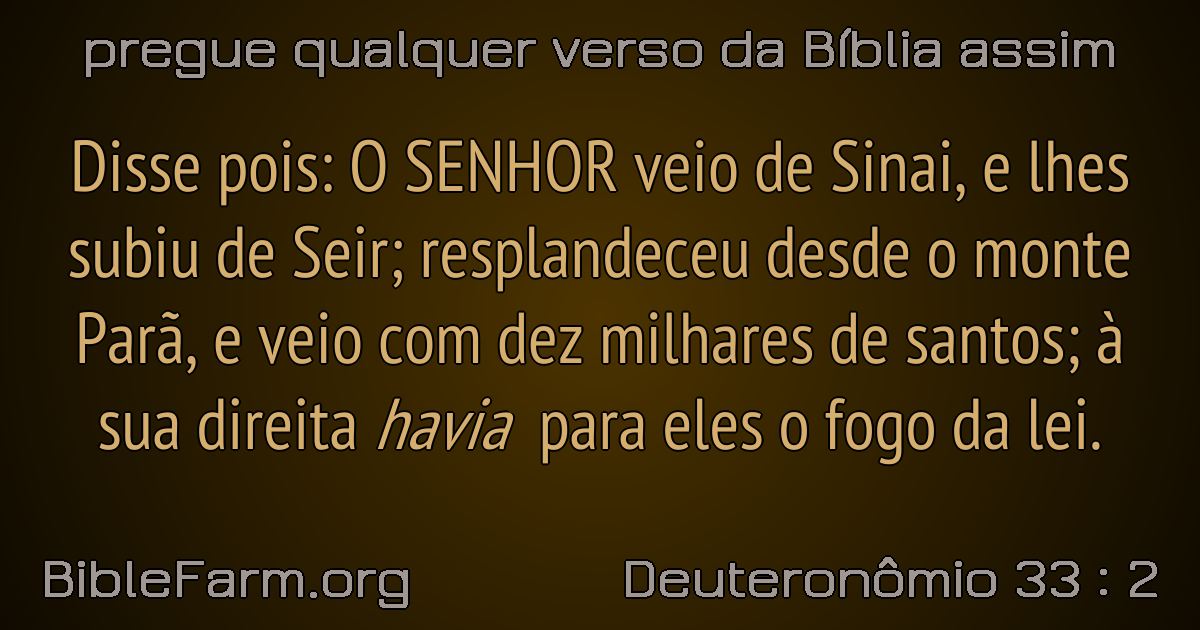 pregue qualquer verso da Bíblia assim
Disse pois: O SENHOR veio de Sinai, e lhes
subiu de Seir; resplandeceu desde o monte
Parã, e veio com dez milhares de santos; à
sua direita havia para eles o fogo da lei.
BibleFarm.org
Deuteronômio 33 : 2